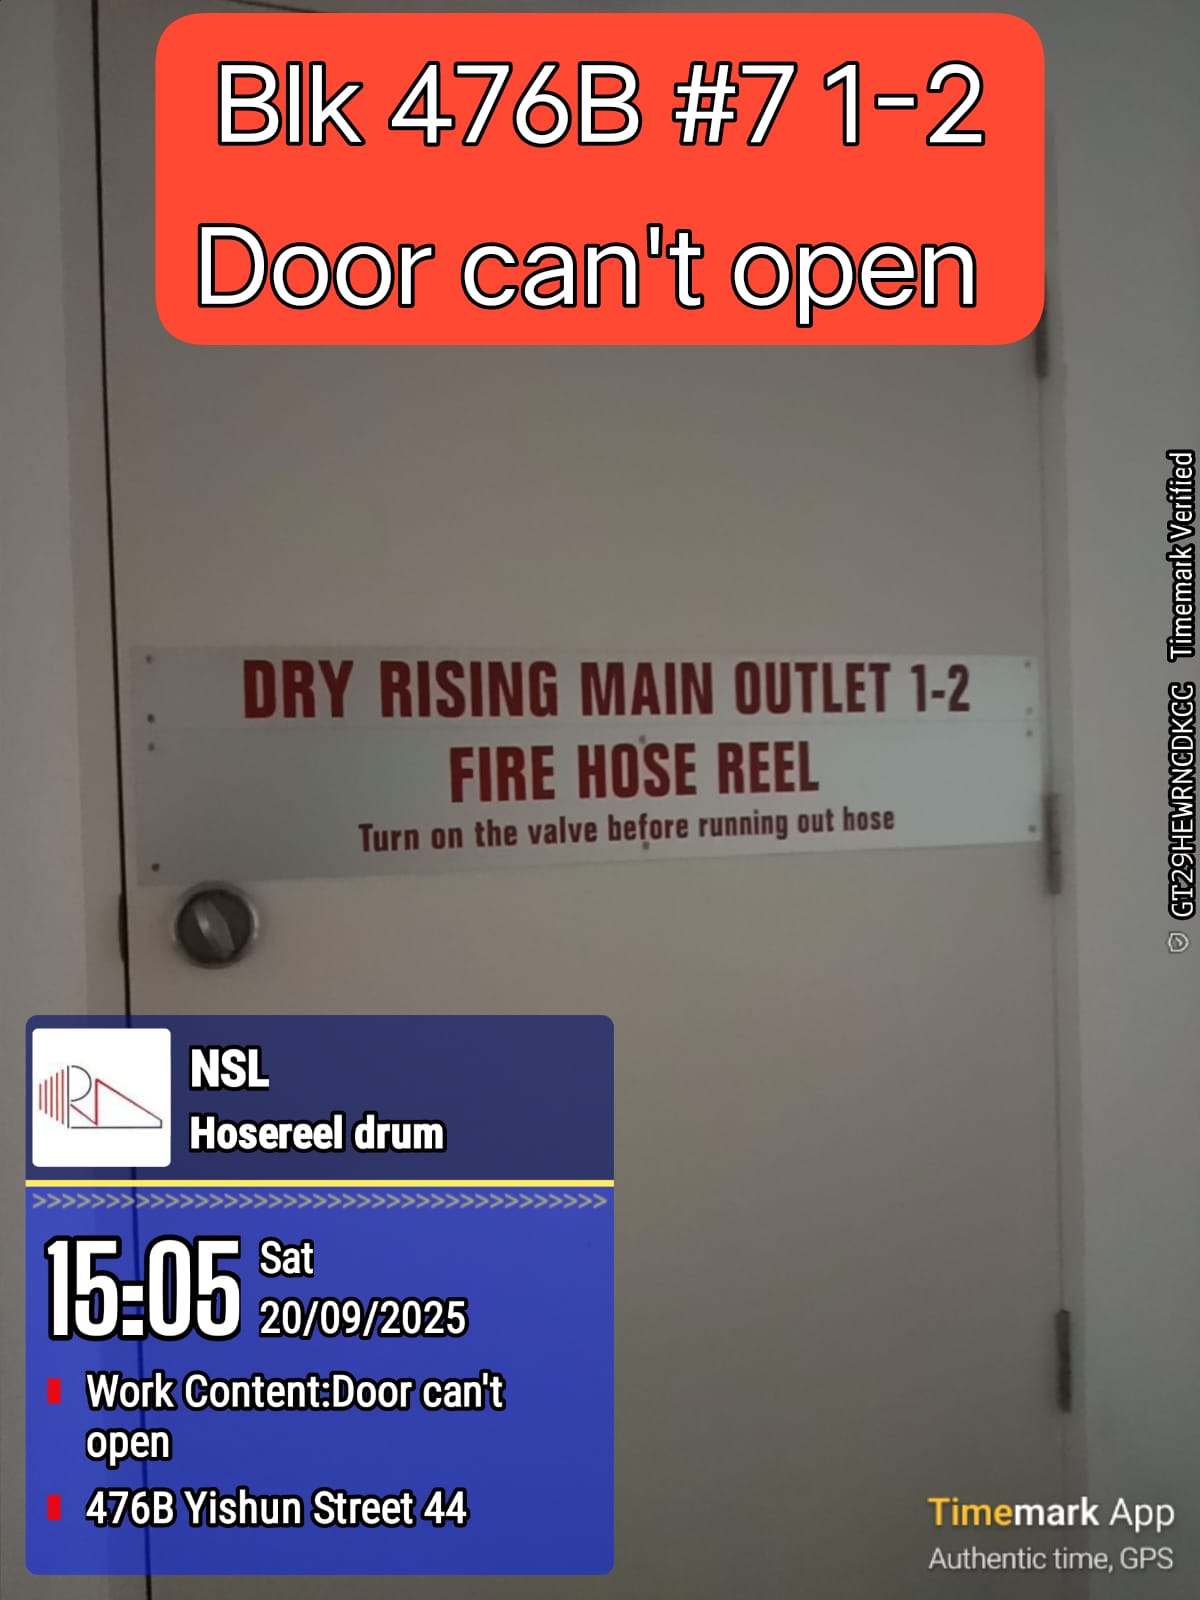 Blk 476B #7 1-2
Door can't open
DRY RISING MAIN OUTLET 1-2
FIRE HOSE REEL
Turn on the valve before running out hose
NSL
Hosereel drum
>>>>>>>>>>>>>>>>>>>>>>>>>>>>>>>>>>>>>>>
15:05
Sat
20/09/2025
Work Content:Door can't
open
476B Yishun Street 44
Timemark App
Authentic time, GPS
GT29HEWRNCDKCC Timemark Verified